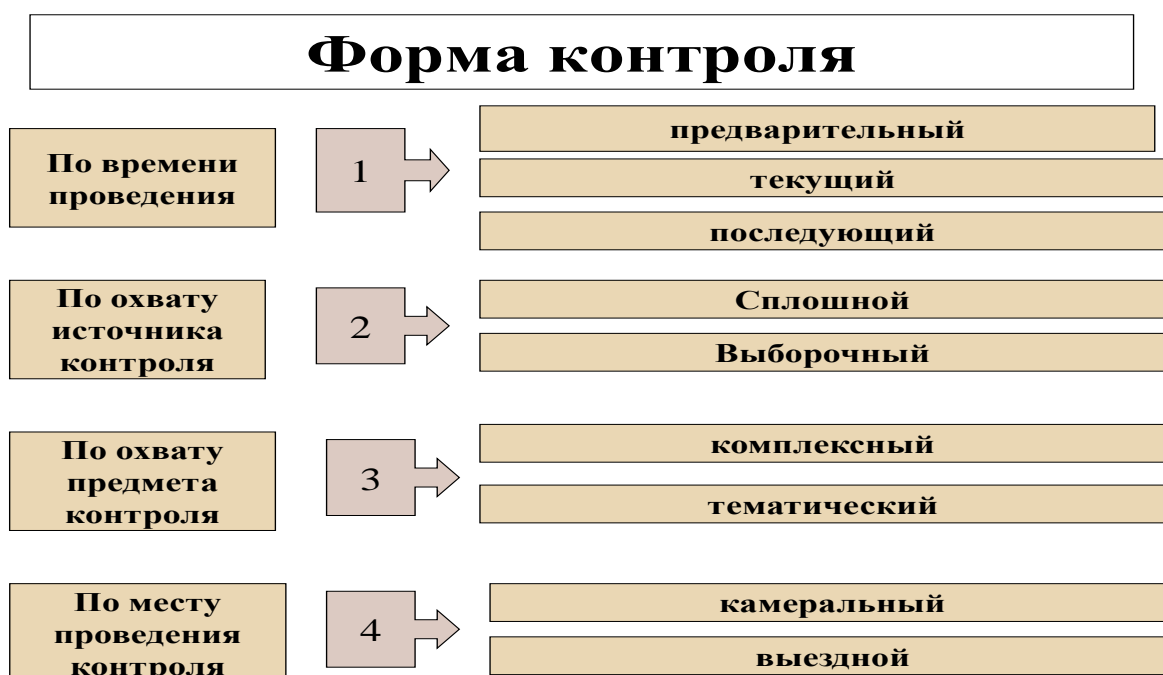 Форма контроля
По времени
проведения
1
предварительный
текущий
последующий
По охвату
источника
контроля
2
Сплошной
Выборочный
По охвату
предмета
контроля
3
комплексный
тематический
По месту
проведения
контроля
4
камеральный
выездной